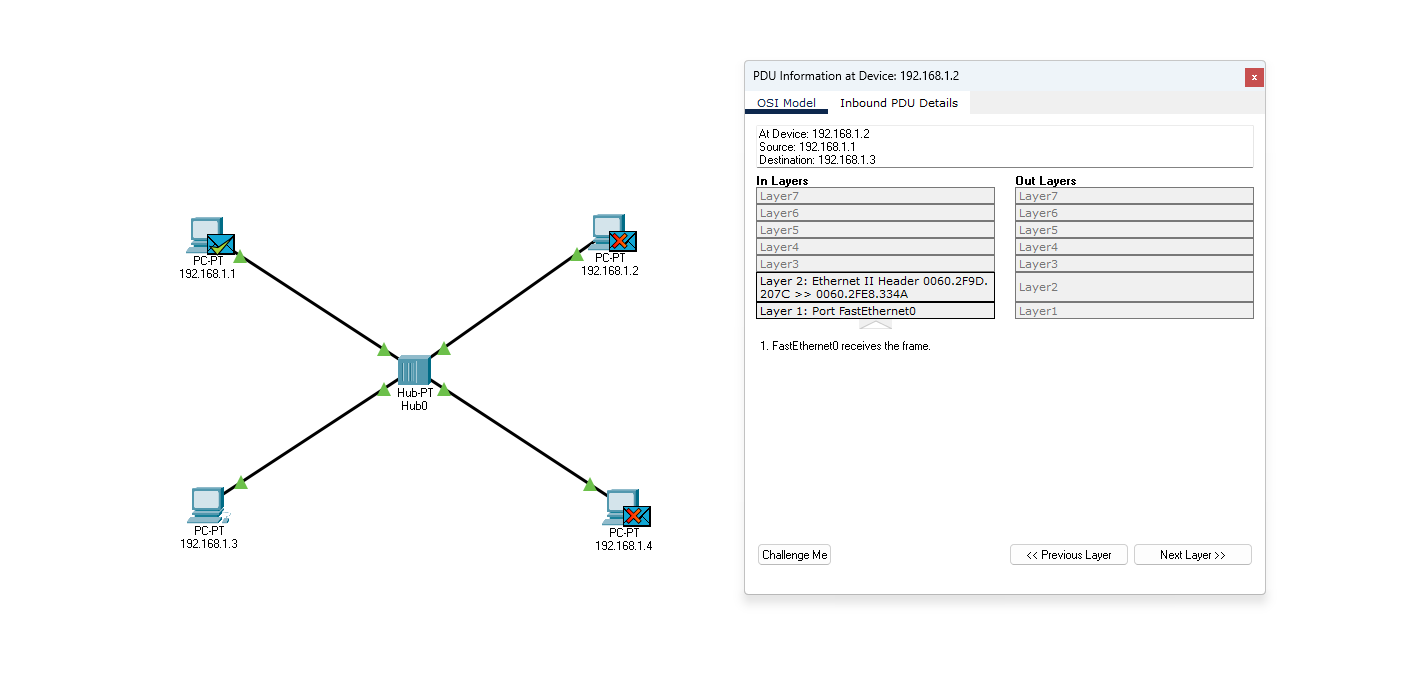 PC-PT
192.168.1.1
PC-PT
192.168.1.2
Hub-PT
Hub0
PC-PT
192.168.1.3
PC-PT
192.168.1.4
PDU Information at Device: 192.168.1.2
x
OSI Model
Inbound PDU Details
At Device: 192.168.1.2
Source: 192.168.1.1
Destination: 192.168.1.3
In Layers
Layer7
Layer6
Layer5
Layer4
Layer3
Layer 2: Ethernet II Header 0060.2F9D.
207C >> 0060.2FE8.334A
Layer 1: Port FastEthernet0
Out Layers
Layer7
Layer6
Layer5
Layer4
Layer3
Layer2
Layer1
1. FastEthernet0 receives the frame.
Challenge Me
<< Previous Layer
Next Layer >>